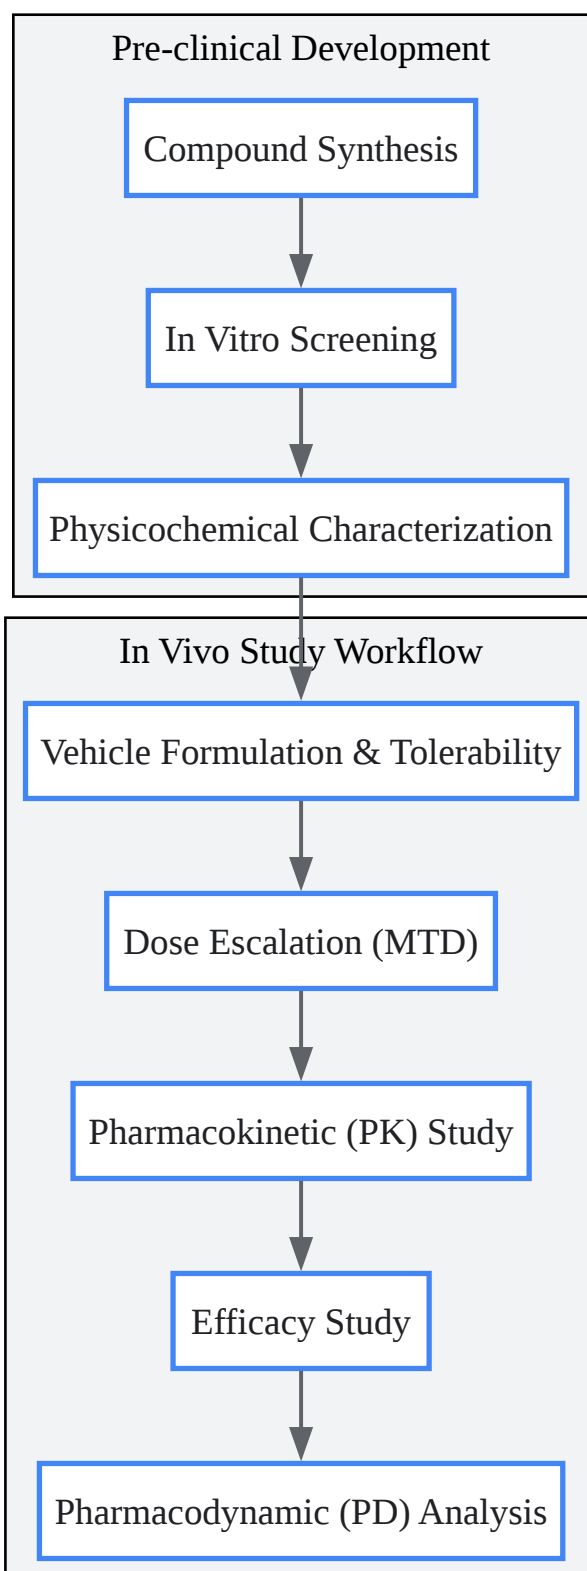 Pre-clinical Development
Compound Synthesis
In Vitro Screening
Physicochemical Characterization
In Vivo Study Workflow
Vehicle Formulation & Tolerability
Dose Escalation (MTD)
Pharmacokinetic (PK) Study
Efficacy Study
Pharmacodynamic (PD) Analysis